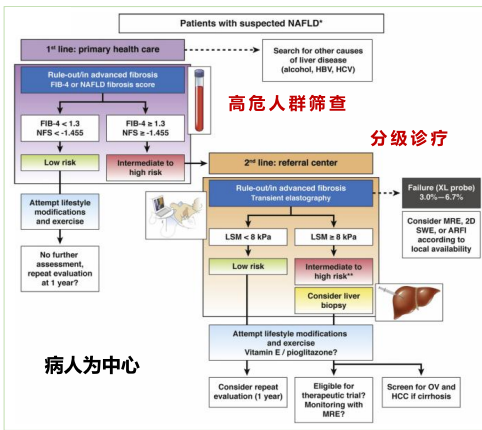 Patients with suspected NAFLD*
1st line: primary health care
Search for other causes
of liver disease
(alcohol, HBV, HCV)
Rule-out/in advanced fibrosis
FIB-4 or NAFLD fibrosis score
高危人群筛查
FIB-4 < 1.3
NFS < -1.455
FIB-4 ≥ 1.3
NFS ≥ -1.455
分级诊疗
Low risk
Intermediate to
high risk
2nd line: referral center
Attempt lifestyle
modifications
and exercise
Rule-out/in advanced fibrosis
Transient elastography
Failure (XL probe)
3.0%–6.7%
LSM < 8 kPa
LSM ≥ 8 kPa
Consider MRE, 2D
SWE, or ARFI
according to
local availability
No further
assessment,
repeat evaluation
at 1 year?
Low risk
Intermediate to
high risk**
Consider liver
biopsy
Attempt lifestyle modifications
and exercise
Vitamin E / pioglitazone?
病人为中心
Consider repeat
evaluation (1 year)
Eligible for
therapeutic trial?
Monitoring with
MRE?
Screen for OV and
HCC if cirrhosis